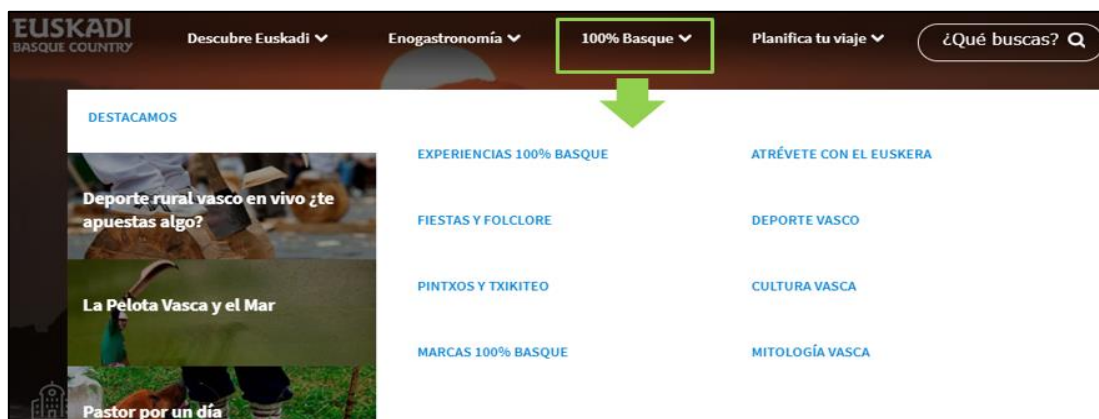 EUSKADI
BASQUE COUNTRY
Descubre Euskadi
Enogastronomía
100% Basque
Planifica tu viaje
¿Qué buscas?
DESTACAMOS
Deporte rural vasco en vivo ¿te
apuestas algo?
La Pelota Vasca y el Mar
Pastor por un día
EXPERIENCIAS 100% BASQUE
ATRÉVETE CON EL EUSKERA
FIESTAS Y FOLCLORE
DEPORTE VASCO
PINTXOS Y TXIKITEO
CULTURA VASCA
MARCAS 100% BASQUE
MITOLOGÍA VASCA